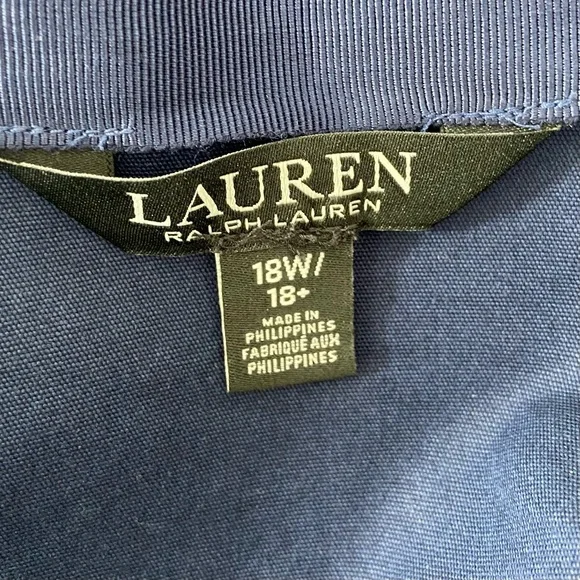 LAUREN
RALPH LAUREN
18W/
18+
MADE IN
PHILIPPINES
FABRIQUÉ AUX
PHILIPPINES